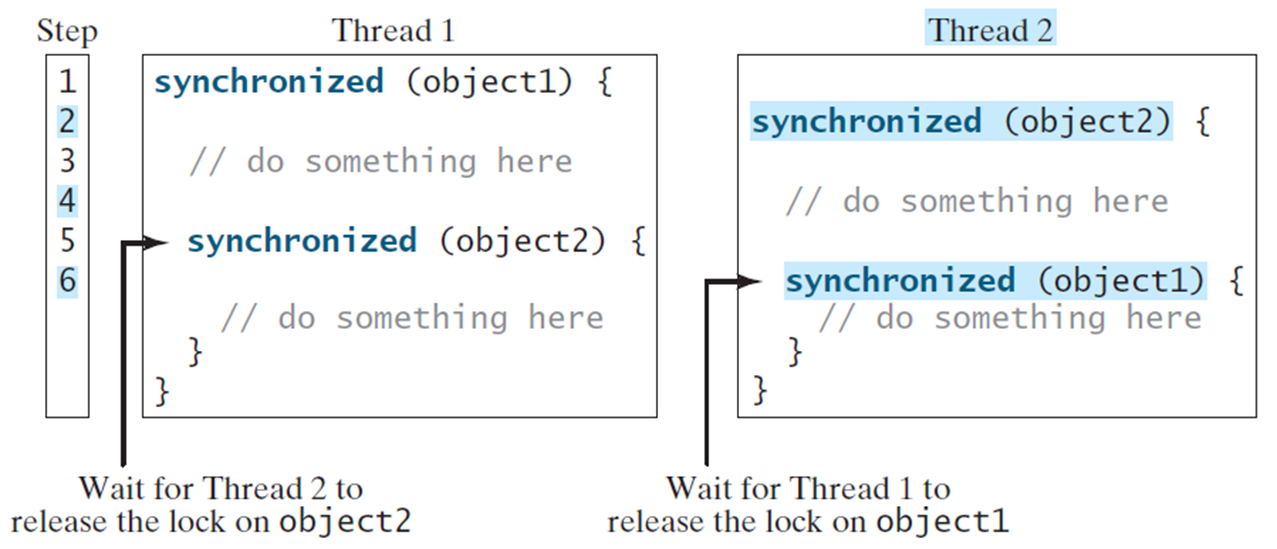 Step
1
2
3
4
5
6
Thread 1
synchronized (object1) {
// do something here
synchronized (object2) {
// do something here
}
}
Wait for Thread 2 to
release the lock on object2
Thread 2
synchronized (object2) {
// do something here
synchronized (object1) {
// do something here
}
}
Wait for Thread 1 to
release the lock on object1